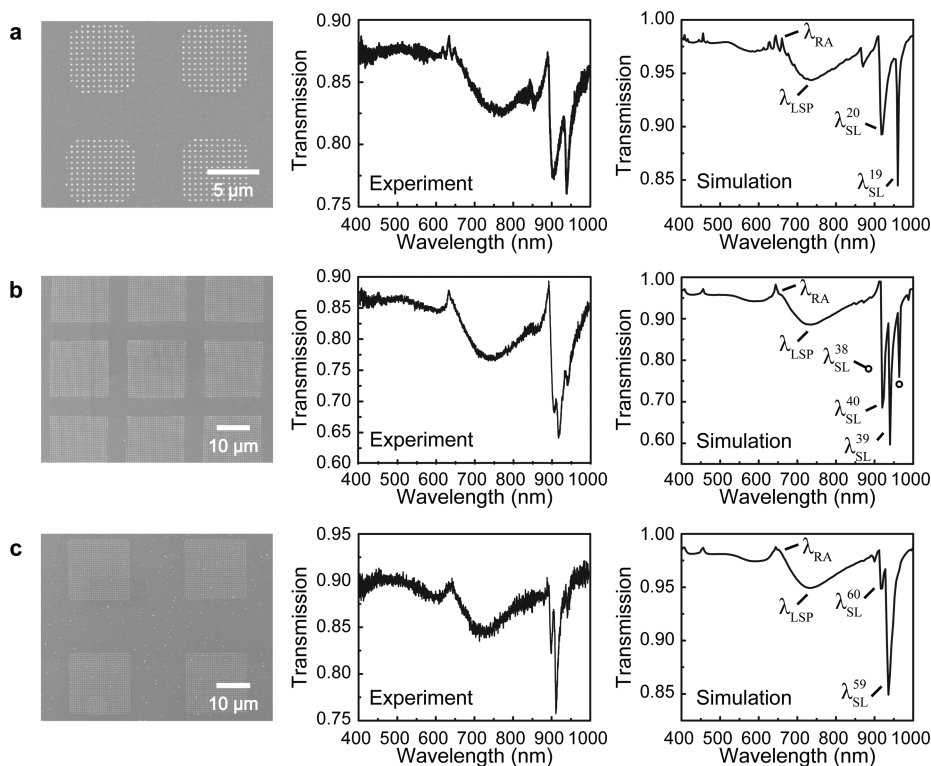 a
5 μm
Transmission
0.90
0.85
0.80
0.75
Experiment
400 500 600 700 800 900 1000
Wavelength (nm)
Transmission
1.00
0.95
0.90
0.85
λRA
λLSP
λ20SL
λ19SL
Simulation
400 500 600 700 800 900 1000
Wavelength (nm)
b
10 μm
Transmission
0.90
0.85
0.80
0.75
0.70
0.65
0.60
Experiment
400 500 600 700 800 900 1000
Wavelength (nm)
Transmission
1.00
0.90
0.80
0.70
0.60
λRA
λLSP
λ38SL
λ40SL
λ39SL
Simulation
400 500 600 700 800 900 1000
Wavelength (nm)
c
10 μm
Transmission
0.95
0.90
0.85
0.80
0.75
Experiment
400 500 600 700 800 900 1000
Wavelength (nm)
Transmission
1.00
0.95
0.90
0.85
λRA
λLSP
λ60SL
λ59SL
Simulation
400 500 600 700 800 900 1000
Wavelength (nm)